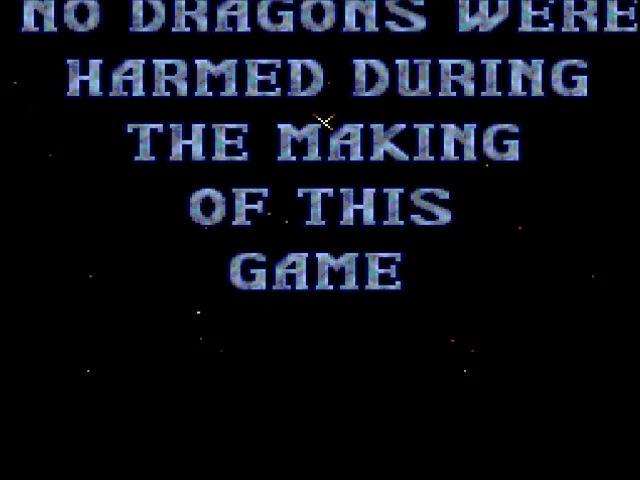 NO DRAGONS WERE
HARMED DURING
THE MAKING
OF THIS
GAME